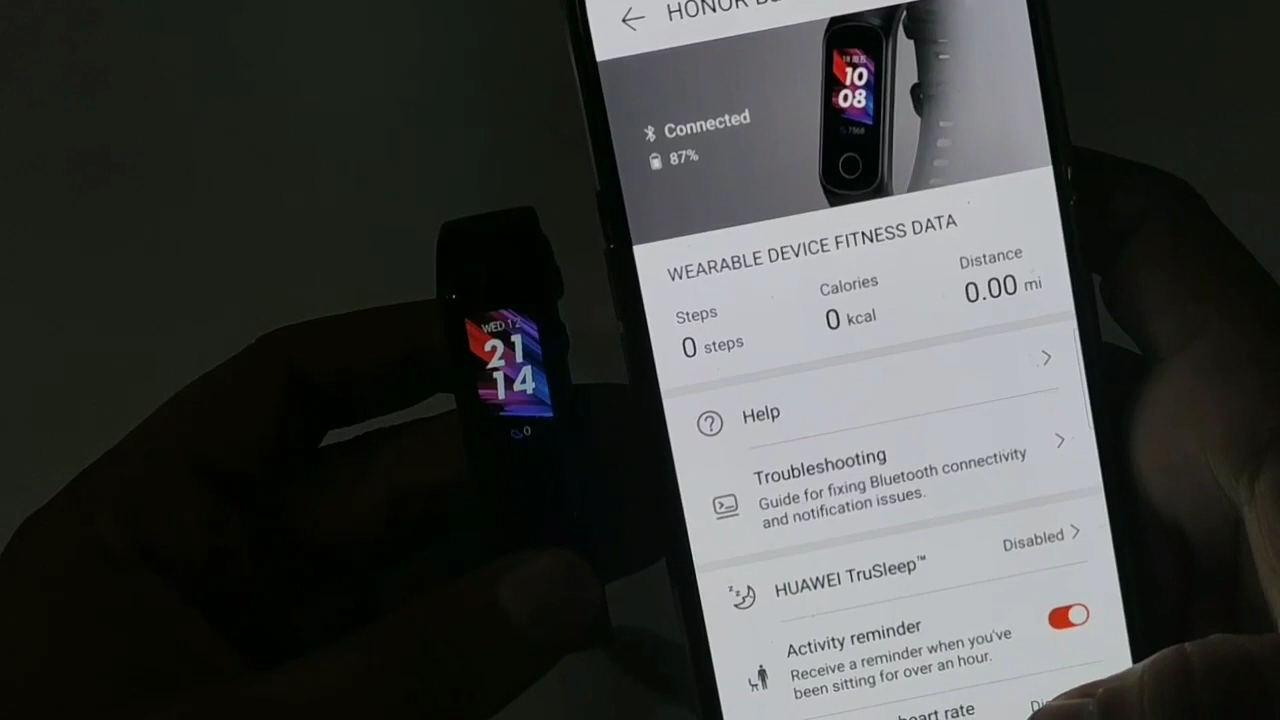 HONOR
10
08
Connected
87%
WED 12
21
14
0
WEARABLE DEVICE FITNESS DATA
Steps
0 steps
Calories
0 kcal
Distance
0.00 mi
Help
Troubleshooting
Guide for fixing Bluetooth connectivity
and notification issues.
HUAWEI TruSleep™
Disabled
Activity reminder
Receive a reminder when you've
been sitting for over an hour.
heart rate